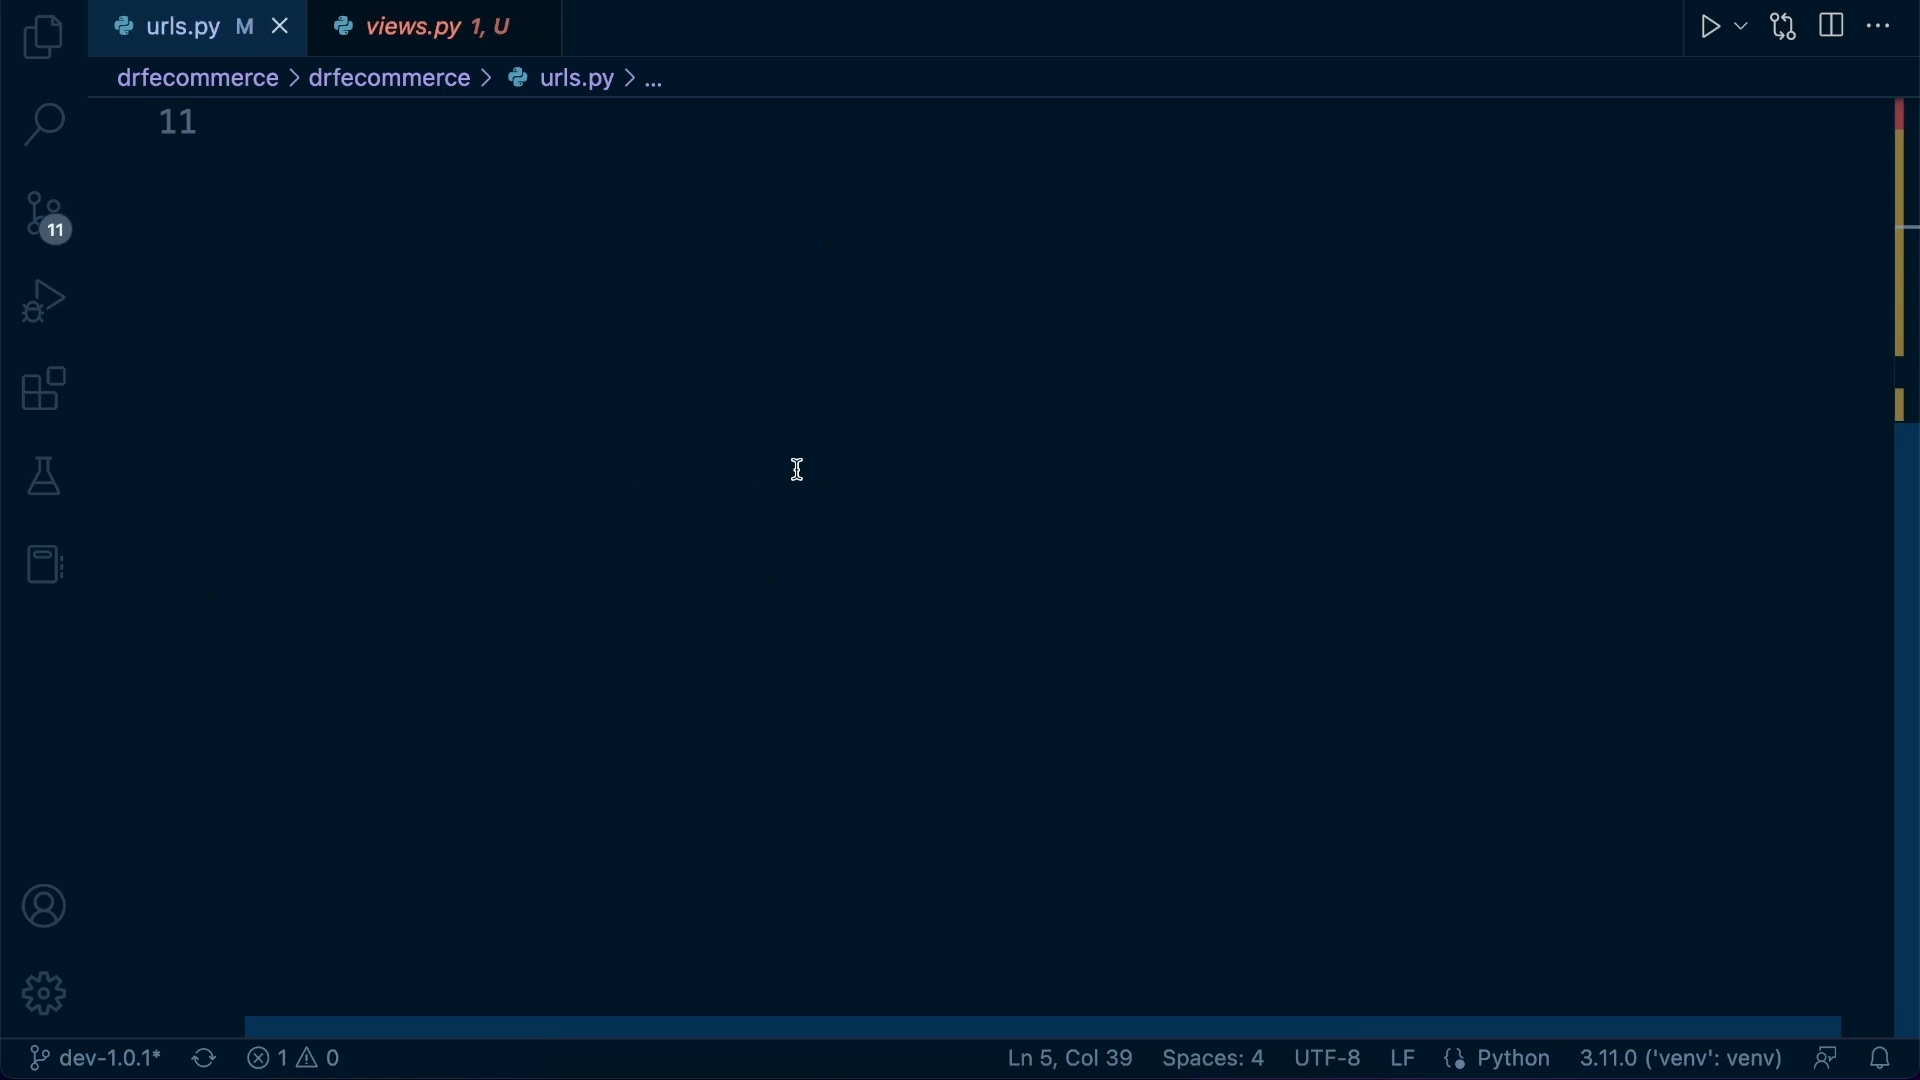 urls.py M
views.py 1, U
drfecommerce > drfecommerce > urls.py > ...
11
11
dev-1.0.1* 1 0 Ln 5, Col 39 Spaces: 4 UTF-8 LF Python 3.11.0 ('venv': venv)